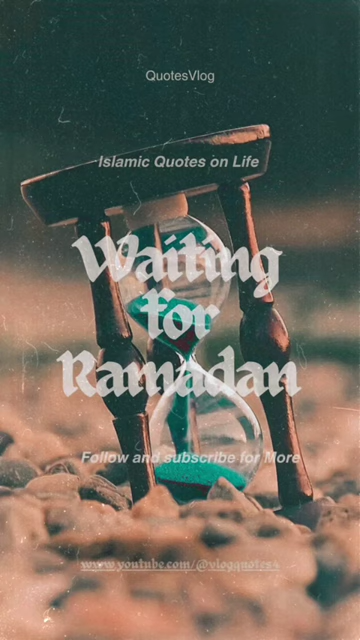 QuotesVlog
Islamic Quotes on Life
Waiting
for
Ramadan
Follow and subscribe for More
www.youtube.com/@vlogquotes4